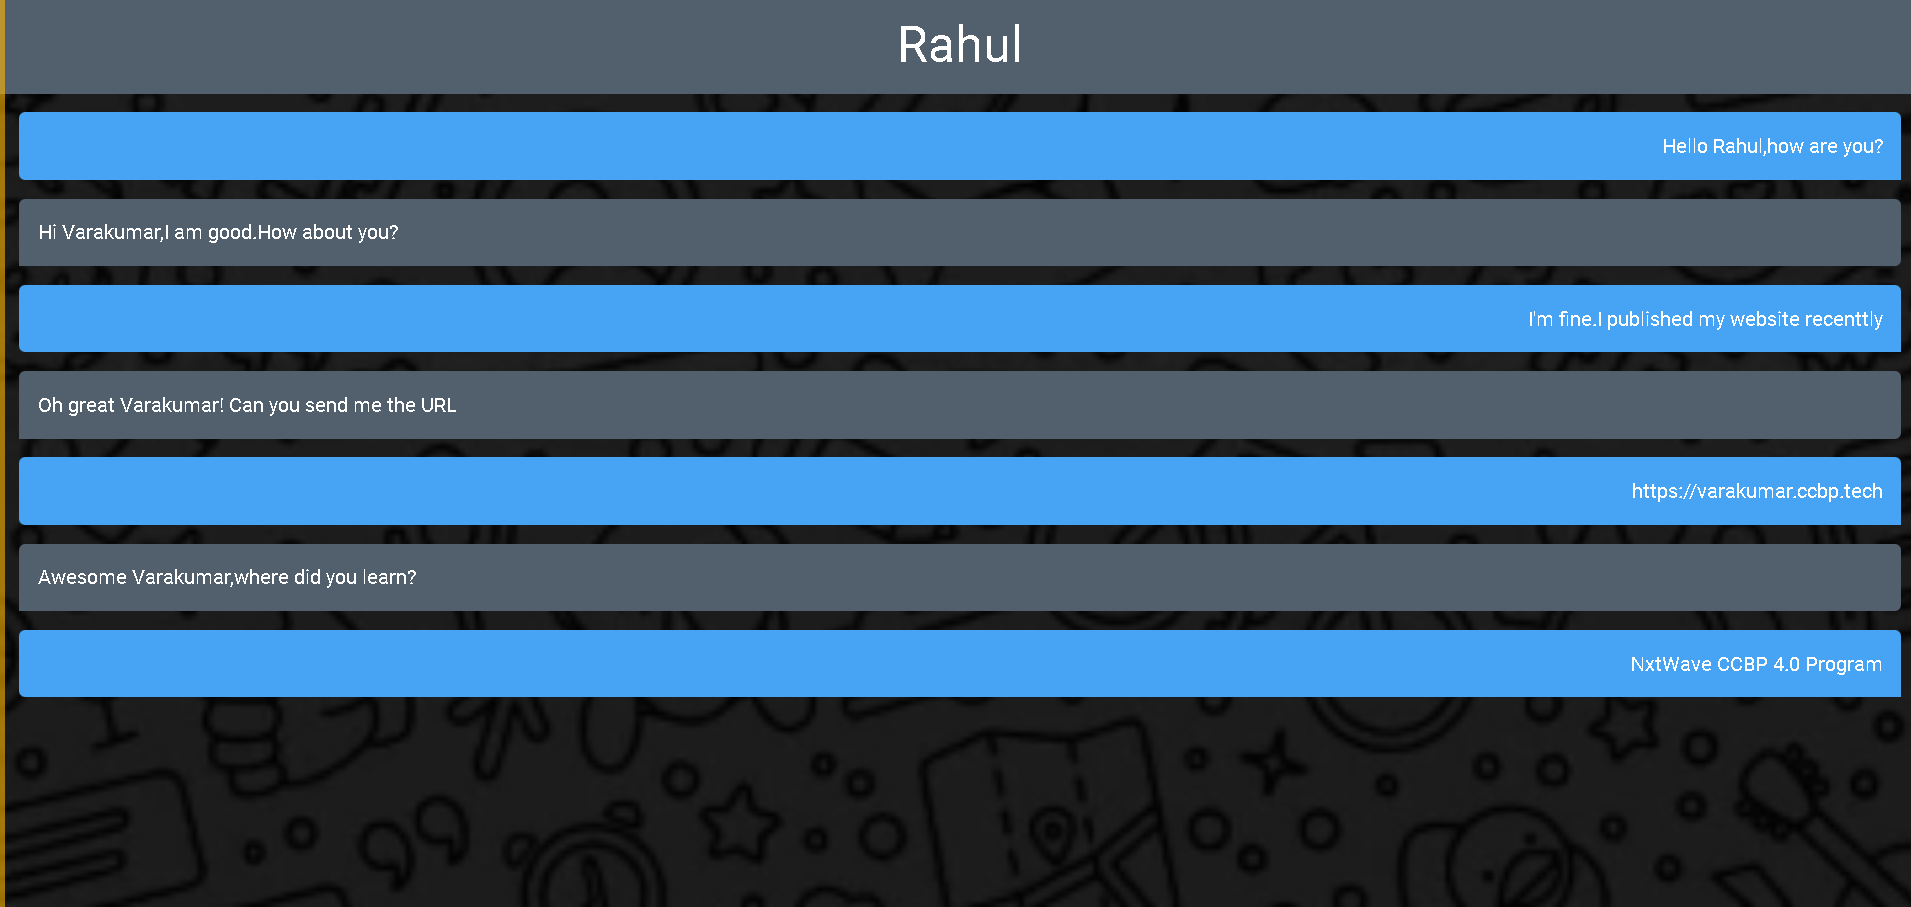 Rahul
Hello Rahul,how are you?
Hi Varakumar,I am good.How about you?
I'm fine.I published my website recenttly
Oh great Varakumar! Can you send me the URL
https://varakumar.ccbp.tech
Awesome Varakumar,where did you learn?
NxtWave CCBP 4.0 Program